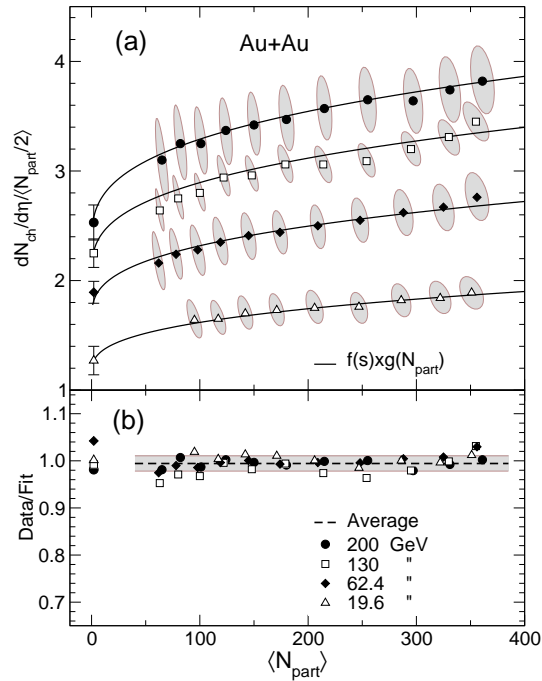 (a) Au+Au
4
3
2
1
dN_ch/dη/⟨N_part/2⟩
f(s)xg(N_part)
(b)
1.1
1.0
0.9
0.8
0.7
Data/Fit
Average
200 GeV
130 "
62.4 "
19.6 "
0 100 200 300 400
⟨N_part⟩